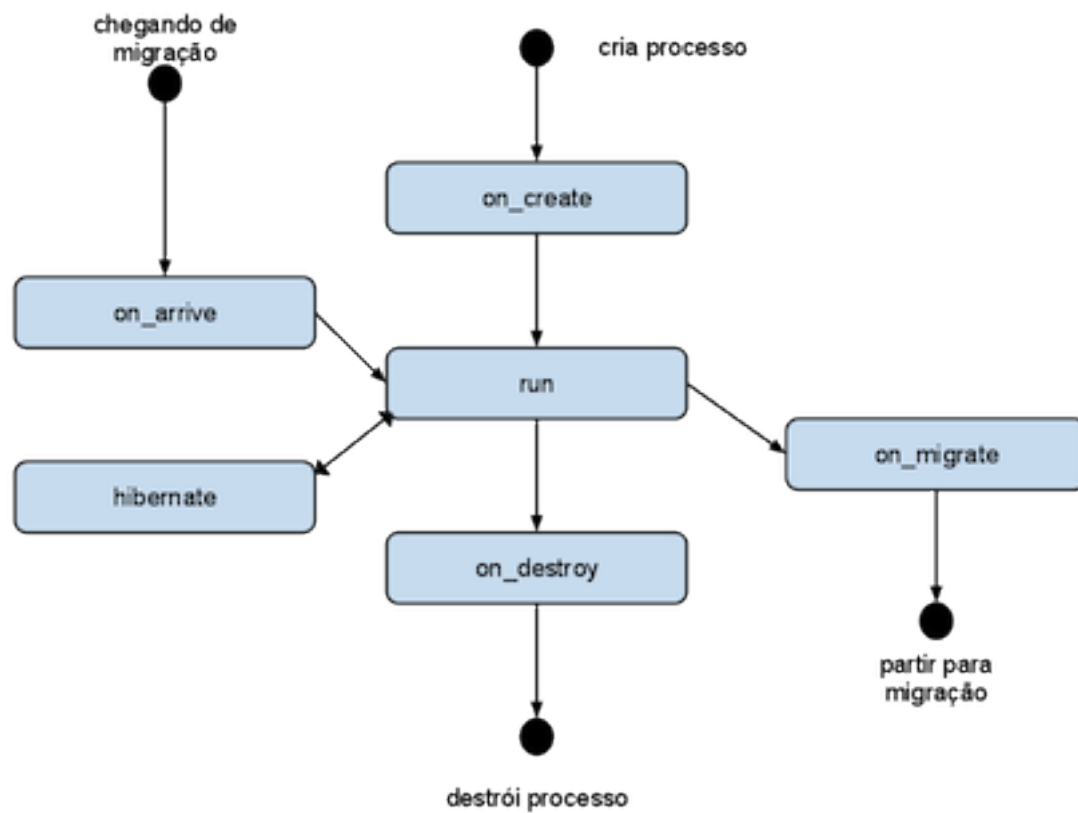 chegando de
migração
cria processo
on_create
on_arrive
run
on_migrate
hibernate
on_destroy
partir para
migração
destrói processo